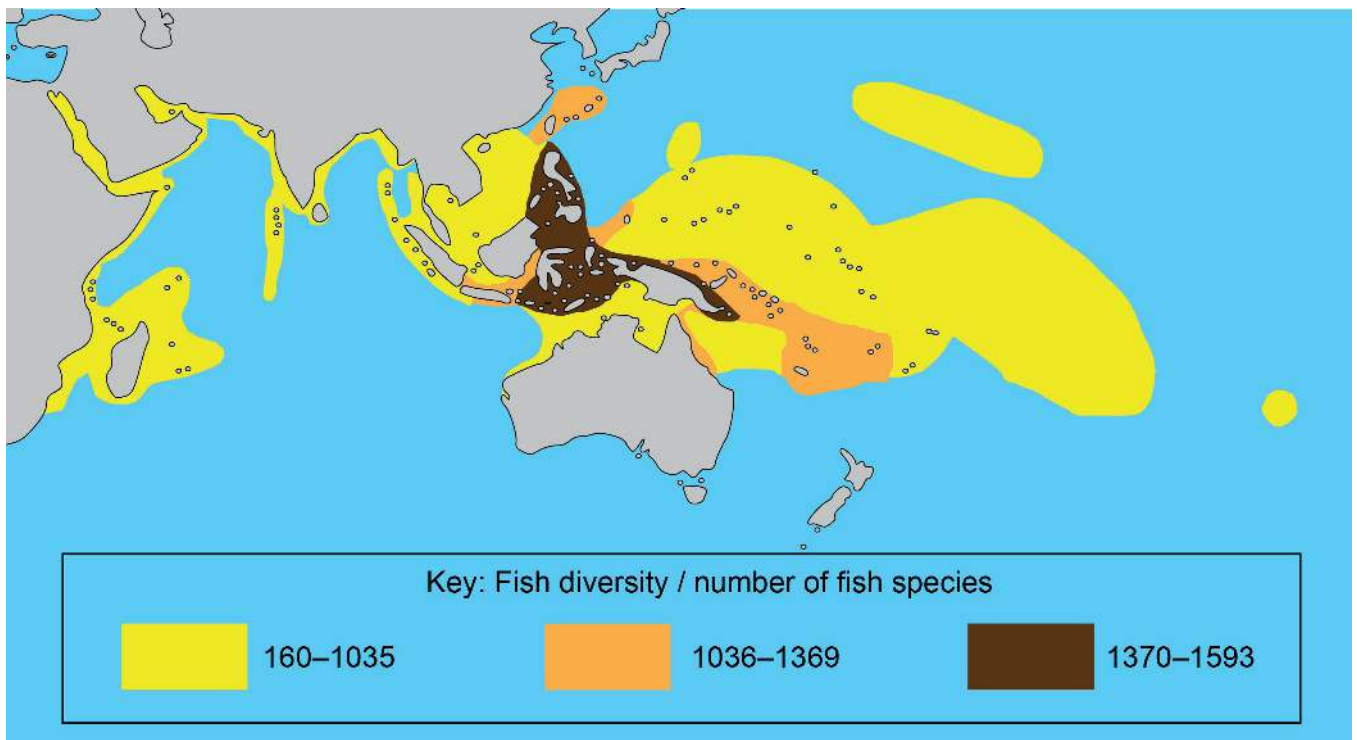 Key: Fish diversity / number of fish species
160–1035
1036–1369
1370–1593